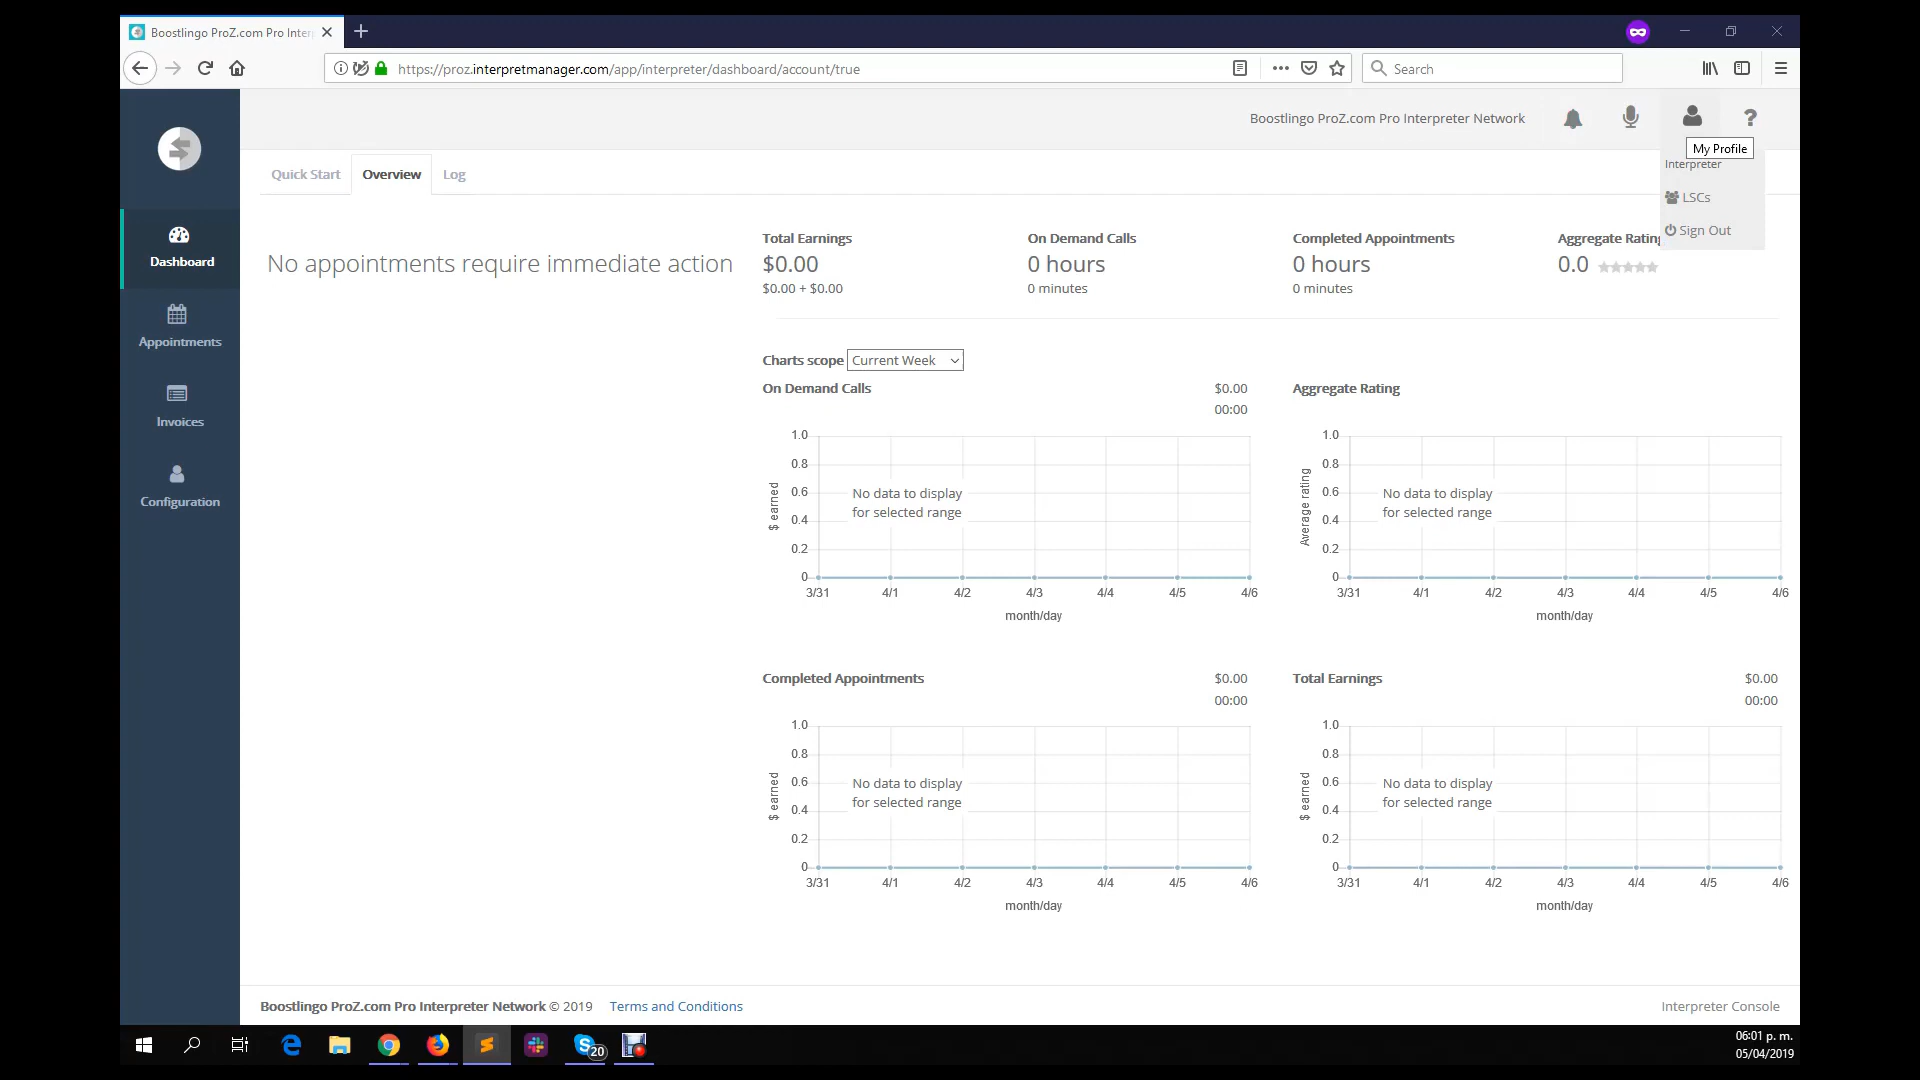 Boostlingo ProZ.com Pro Inter
https://proz.interpretmanager.com/app/interpreter/dashboard/account/true
Search
Boostlingo ProZ.com Pro Interpreter Network
?
My Profile
Interpreter
LSCs
Sign Out
Quick Start
Overview
Log
Dashboard
Appointments
Invoices
Configuration
No appointments require immediate action
Total Earnings
$0.00
$0.00 + $0.00
On Demand Calls
0 hours
0 minutes
Completed Appointments
0 hours
0 minutes
Aggregate Rating
0.0
Charts scope Current Week
On Demand Calls
$0.00
00:00
1.0
0.8
0.6
0.4
0.2
0
$ earned
No data to display
for selected range
3/31 4/1 4/2 4/3 4/4 4/5 4/6
month/day
Aggregate Rating
1.0
0.8
0.6
0.4
0.2
0
Average rating
No data to display
for selected range
3/31 4/1 4/2 4/3 4/4 4/5 4/6
month/day
Completed Appointments
$0.00
00:00
1.0
0.8
0.6
0.4
0.2
0
$ earned
No data to display
for selected range
3/31 4/1 4/2 4/3 4/4 4/5 4/6
month/day
Total Earnings
$0.00
00:00
1.0
0.8
0.6
0.4
0.2
0
$ earned
No data to display
for selected range
3/31 4/1 4/2 4/3 4/4 4/5 4/6
month/day
Boostlingo ProZ.com Pro Interpreter Network © 2019 Terms and Conditions
Interpreter Console
20
06:01 p. m.
05/04/2019